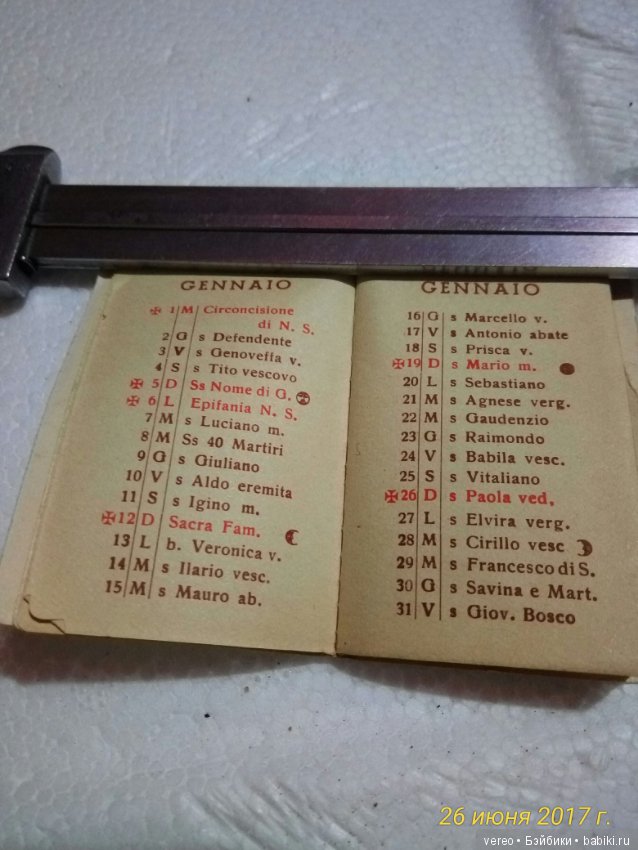 GENNAIO
✠ 1 M Circoncisione
di N. S.
2 G s Defendente
3 V s Genoveffa v.
4 S s Tito vescovo
✠ 5 D Ss Nome di G.
✠ 6 L Epifania N. S.
7 M s Luciano m.
8 M Ss 40 Martiri
9 G s Giuliano
10 V s Aldo eremita
11 S s Igino m.
✠ 12 D Sacra Fam.
13 L b. Veronica v.
14 M s Ilario vesc.
15 M s Mauro ab.
GENNAIO
16 G s Marcello v.
17 V s Antonio abate
18 S s Prisca v.
✠ 19 D s Mario m.
20 L s Sebastiano
21 M s Agnese verg.
22 M s Gaudenzio
23 G s Raimondo
24 V s Babila vesc.
25 S s Vitaliano
✠ 26 D s Paola ved.
27 L s Elvira verg.
28 M s Cirillo vesc
29 M s Francesco di S.
30 G s Savina e Mart.
31 V s Giov. Bosco
26 июня 2017 г.
vereo • Бэйбики • babiki.ru